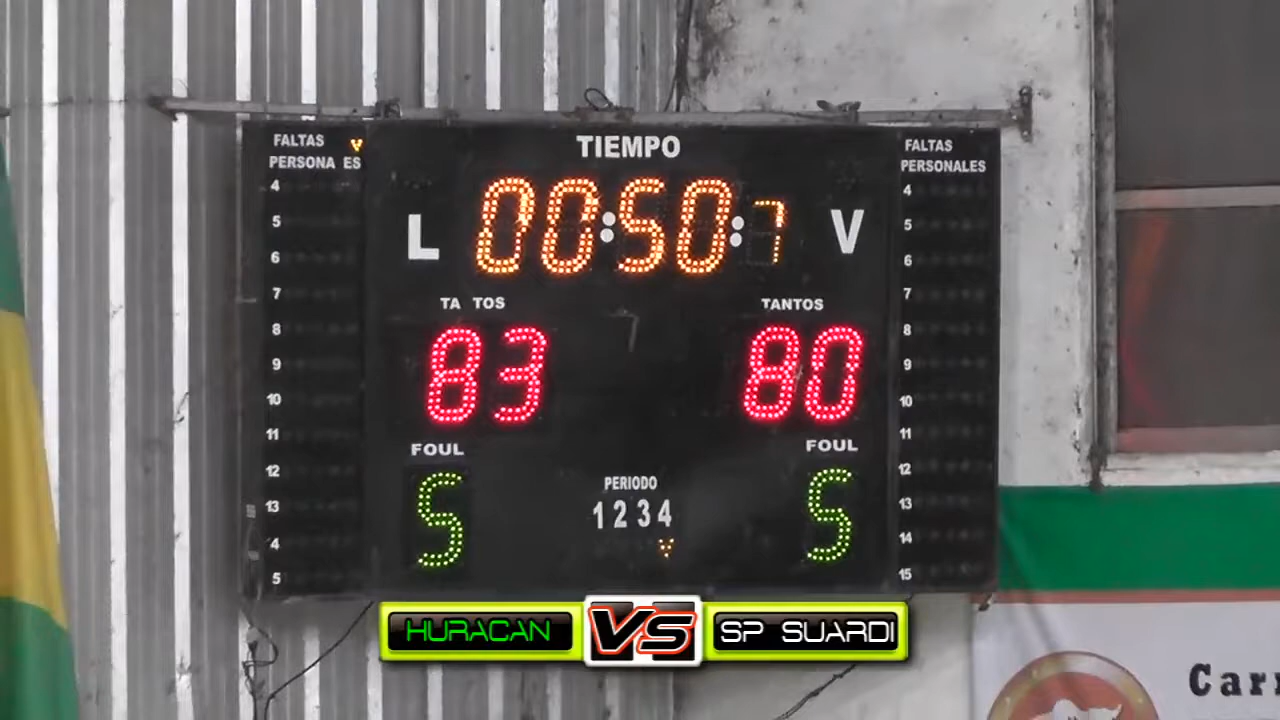 TIEMPO
FALTAS
PERSONA ES
4
5
6
7
8
9
10
11
12
13
4
5
L
00:50:7
V
TA TOS
83
TANTOS
80
FOUL
5
FOUL
5
PERIODO
1 2 3 4
FALTAS
PERSONALES
4
5
6
7
8
9
10
11
12
13
14
15
HURACAN
VS
SP SUARDI